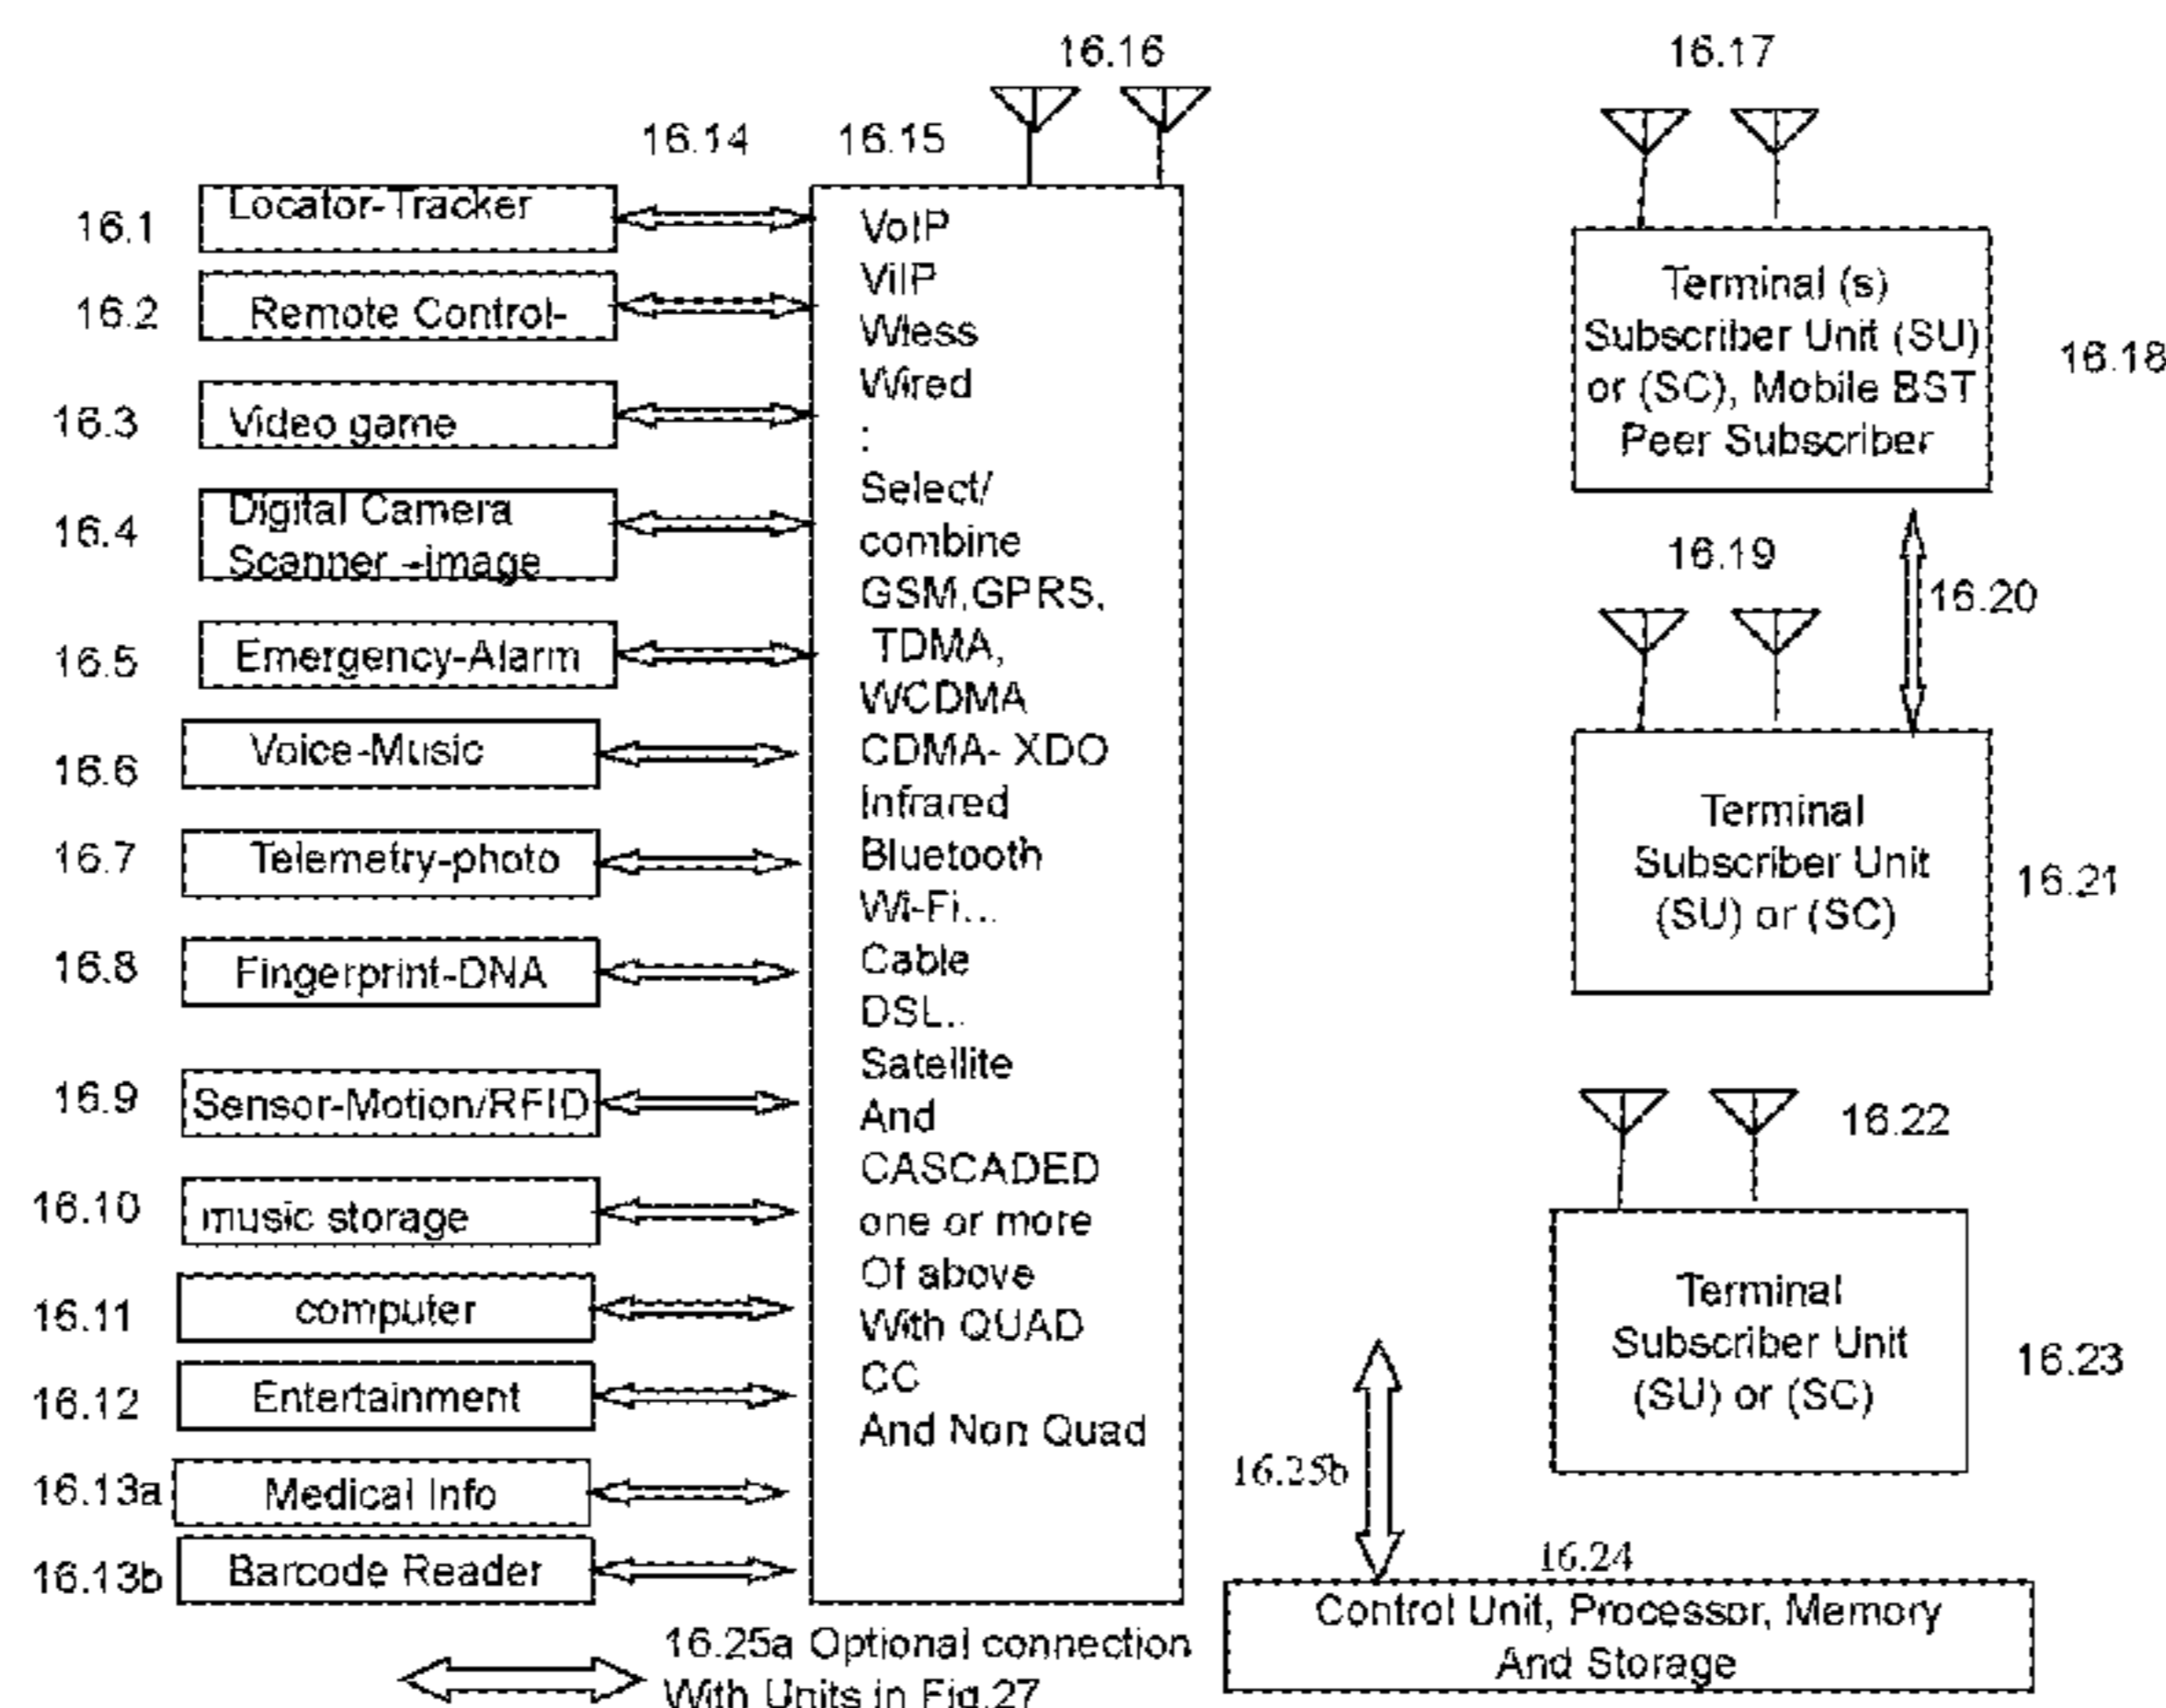 16.16
16.17
16.14
16.15
16.1
Locator-Tracker
16.2
Remote Control-
16.3
Video game
16.4
Digital Camera
Scanner –image
16.5
Emergency-Alarm
16.6
Voice-Music
16.7
Telemetry-photo
16.8
Fingerprint-DNA
16.9
Sensor-Motion/RFID
16.10
music storage
16.11
computer
16.12
Entertainment
16.13a
Medical Info
16.13b
Barcode Reader
VoIP
ViIP
Wless
Wired
:
Select/
combine
GSM,GPRS,
TDMA,
WCDMA
CDMA- XDO
Infrared
Bluetooth
Wi-Fi...
Cable
DSL..
Satellite
And
CASCADED
one or more
Of above
With QUAD
CC
And Non Quad
Terminal (s)
Subscriber Unit (SU)
or (SC), Mobile BST
Peer Subscriber
16.18
16.19
16.20
Terminal
Subscriber Unit
(SU) or (SC)
16.21
16.22
Terminal
Subscriber Unit
(SU) or (SC)
16.23
16.25b
16.24
Control Unit, Processor, Memory
And Storage
16.25a Optional connection
With Units in Fig.27